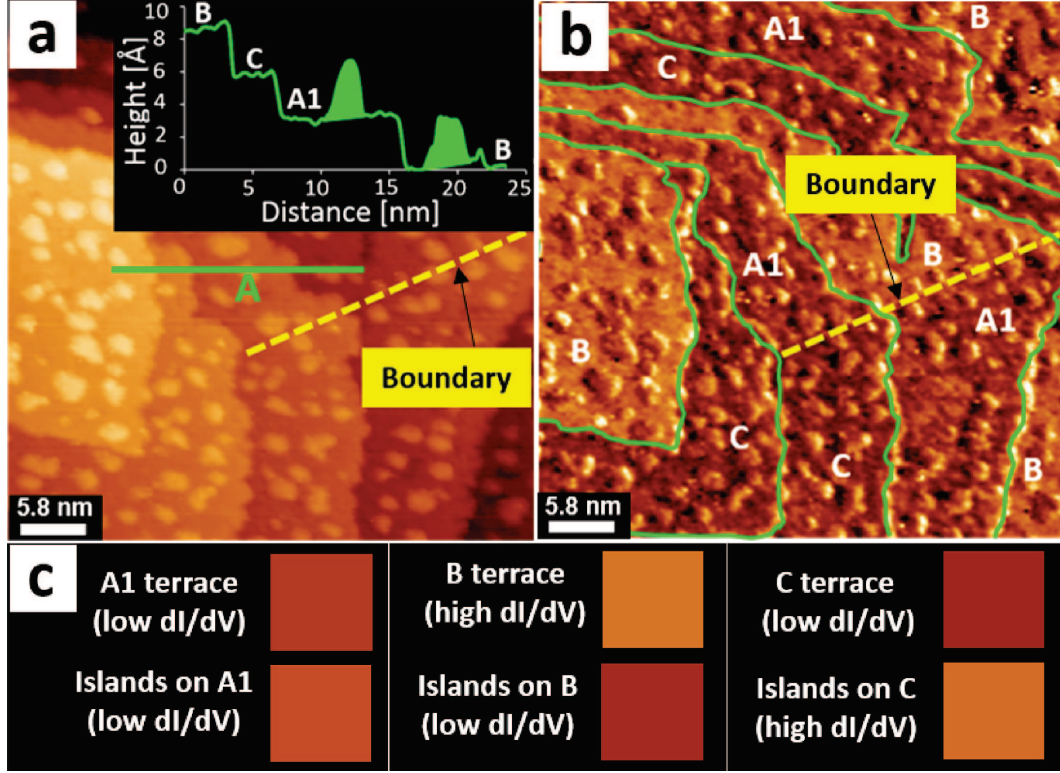 a
B
C
A1
B
10
8
6
4
2
0
Height [Å]
0
5
10
15
20
25
Distance [nm]
A
Boundary
5.8 nm
b
A1
B
C
Boundary
B
A1
A1
B
C
C
B
5.8 nm
c
A1 terrace
(low dI/dV)
Islands on A1
(low dI/dV)
B terrace
(high dI/dV)
Islands on B
(low dI/dV)
C terrace
(low dI/dV)
Islands on C
(high dI/dV)